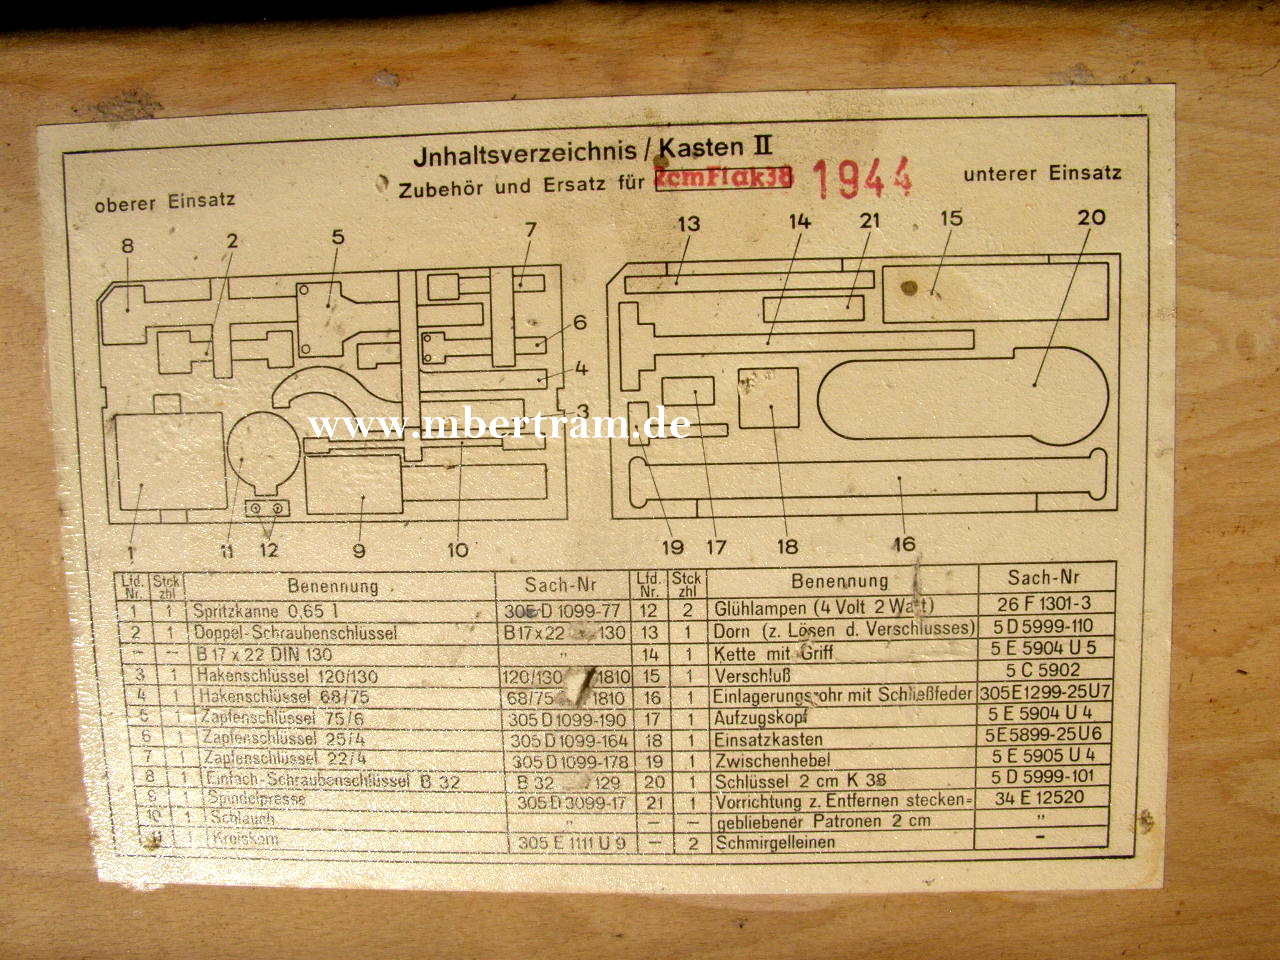 Jnhaltsverzeichnis / Kasten II
Zubehör und Ersatz für 2cmFlak38 1944
oberer Einsatz
unterer Einsatz
8 2 5 7
6
4
3
1 11 12 9 10
13 14 21 15 20
19 17 18 16
www.mbertram.de
Lfd. Nr. Stck zhl Benennung Sach-Nr
1 1 Spritzkanne 0,65 l 305 D 1099-77
2 1 Doppel-Schraubenschlüssel B17x22 130
– – B 17 x 22 DIN 130 "
3 1 Hakenschlüssel 120/130 120/130 1810
4 1 Hakenschlüssel 68/75 68/75 1810
5 1 Zapfenschlüssel 75/6 305 D 1099-190
6 1 Zapfenschlüssel 25/4 305 D 1099-164
7 1 Zapfenschlüssel 22/4 305 D 1099-178
8 1 Einfach-Schraubenschlüssel B 32 B 32 129
9 1 Spindelpresse 305 D 3099-17
10 1 Schlauch "
11 1 305 E 1111 U 9
Lfd. Nr. Stck zhl Benennung Sach-Nr
12 2 Glühlampen (4 Volt 2 Watt) 26 F 1301-3
13 1 Dorn (z. Lösen d. Verschlusses) 5 D 5999-110
14 1 Kette mit Griff 5 E 5904 U 5
15 1 Verschluß 5 C 5902
16 1 Einlagerungsrohr mit Schließfeder 305E1299-25U7
17 1 Aufzugskopf 5 E 5904 U 4
18 1 Einsatzkasten 5E5899-25U6
19 1 Zwischenhebel 5 E 5905 U 4
20 1 Schlüssel 2 cm K 38 5 D 5999-101
21 1 Vorrichtung z. Entfernen stecken= 34 E 12520
– – gebliebener Patronen 2 cm "
– 2 Schmirgelleinen –